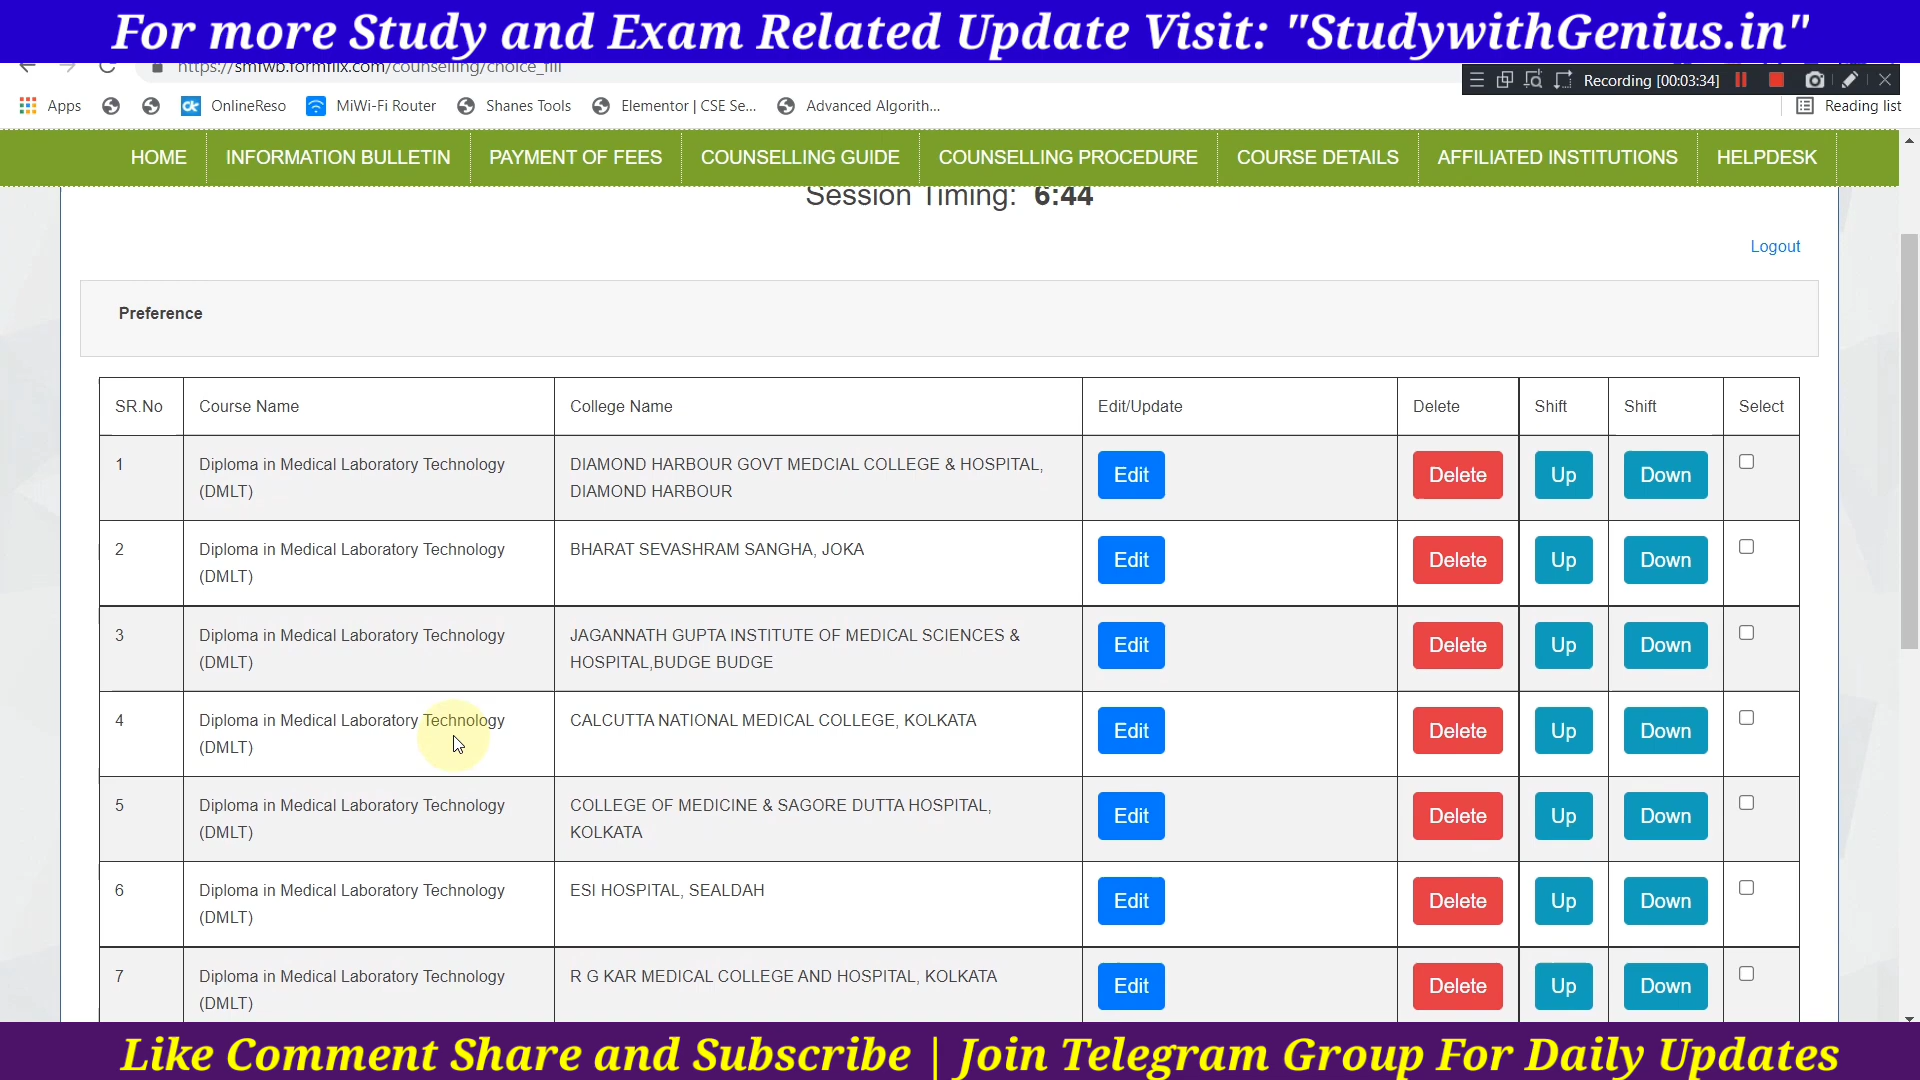 For more Study and Exam Related Update Visit: "StudywithGenius.in"
https://smfwb.formflix.com/counselling/choice_fill
Recording [00:03:34]
Apps OnlineReso MiWi-Fi Router Shanes Tools Elementor | CSE Se... Advanced Algorith... Reading list
HOME INFORMATION BULLETIN PAYMENT OF FEES COUNSELLING GUIDE COUNSELLING PROCEDURE COURSE DETAILS AFFILIATED INSTITUTIONS HELPDESK
Session Timing: 6:44
Logout
Preference
SR.No Course Name College Name Edit/Update Delete Shift Shift Select
1 Diploma in Medical Laboratory Technology DIAMOND HARBOUR GOVT MEDCIAL COLLEGE & HOSPITAL, Edit Delete Up Down
(DMLT) DIAMOND HARBOUR
2 Diploma in Medical Laboratory Technology BHARAT SEVASHRAM SANGHA, JOKA Edit Delete Up Down
(DMLT)
3 Diploma in Medical Laboratory Technology JAGANNATH GUPTA INSTITUTE OF MEDICAL SCIENCES & Edit Delete Up Down
(DMLT) HOSPITAL,BUDGE BUDGE
4 Diploma in Medical Laboratory Technology CALCUTTA NATIONAL MEDICAL COLLEGE, KOLKATA Edit Delete Up Down
(DMLT)
5 Diploma in Medical Laboratory Technology COLLEGE OF MEDICINE & SAGORE DUTTA HOSPITAL, Edit Delete Up Down
(DMLT) KOLKATA
6 Diploma in Medical Laboratory Technology ESI HOSPITAL, SEALDAH Edit Delete Up Down
(DMLT)
7 Diploma in Medical Laboratory Technology R G KAR MEDICAL COLLEGE AND HOSPITAL, KOLKATA Edit Delete Up Down
(DMLT)
Like Comment Share and Subscribe | Join Telegram Group For Daily Updates